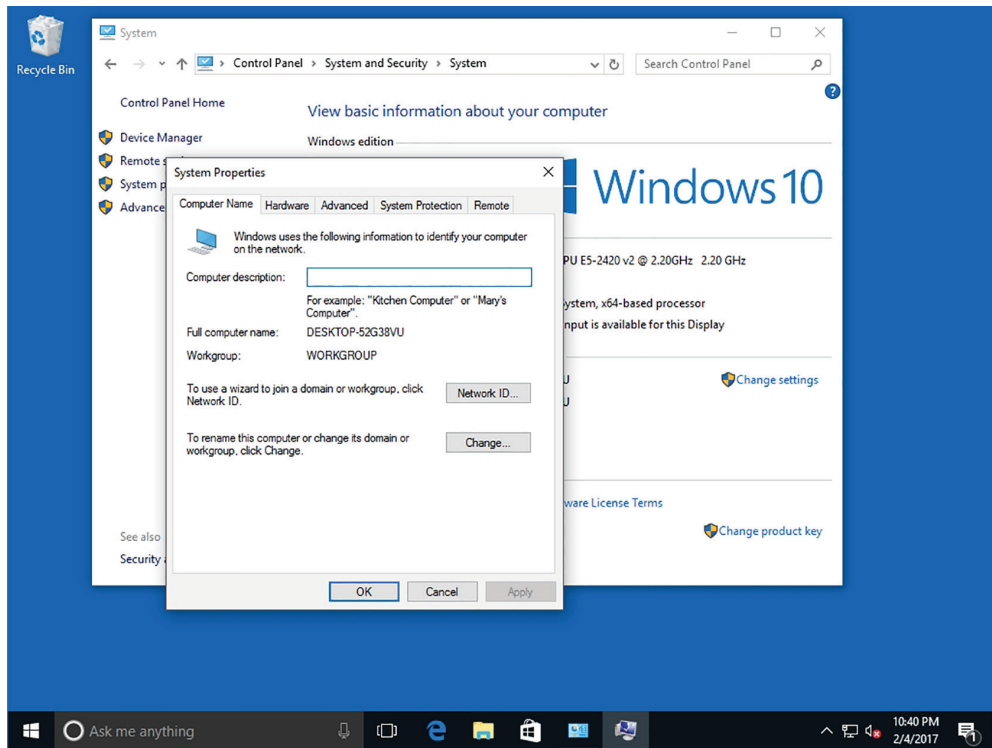 Recycle Bin
System
Control Panel > System and Security > System
Search Control Panel
Control Panel Home
Device Manager
Remote
System
Advance
See also
Security
View basic information about your computer
Windows edition
Windows 10
PU E5-2420 v2 @ 2.20GHz 2.20 GHz
ystem, x64-based processor
nput is available for this Display
U
Change settings
U
ware License Terms
Change product key
System Properties
Computer Name Hardware Advanced System Protection Remote
Windows uses the following information to identify your computer
on the network.
Computer description:
For example: "Kitchen Computer" or "Mary's
Computer".
Full computer name: DESKTOP-52G38VU
Workgroup: WORKGROUP
To use a wizard to join a domain or workgroup, click
Network ID.
Network ID...
To rename this computer or change its domain or
workgroup, click Change.
Change...
OK Cancel Apply
Ask me anything
10:40 PM
2/4/2017
1